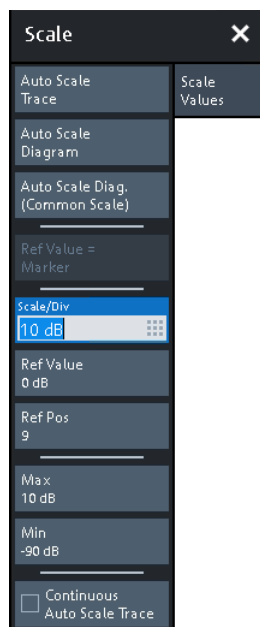 Scale
Auto Scale
Trace
Scale
Values
Auto Scale
Diagram
Auto Scale Diag.
(Common Scale)
Ref Value =
Marker
Scale/Div
10 dB
Ref Value
0 dB
Ref Pos
9
Max
10 dB
Min
-90 dB
Continuous
Auto Scale Trace